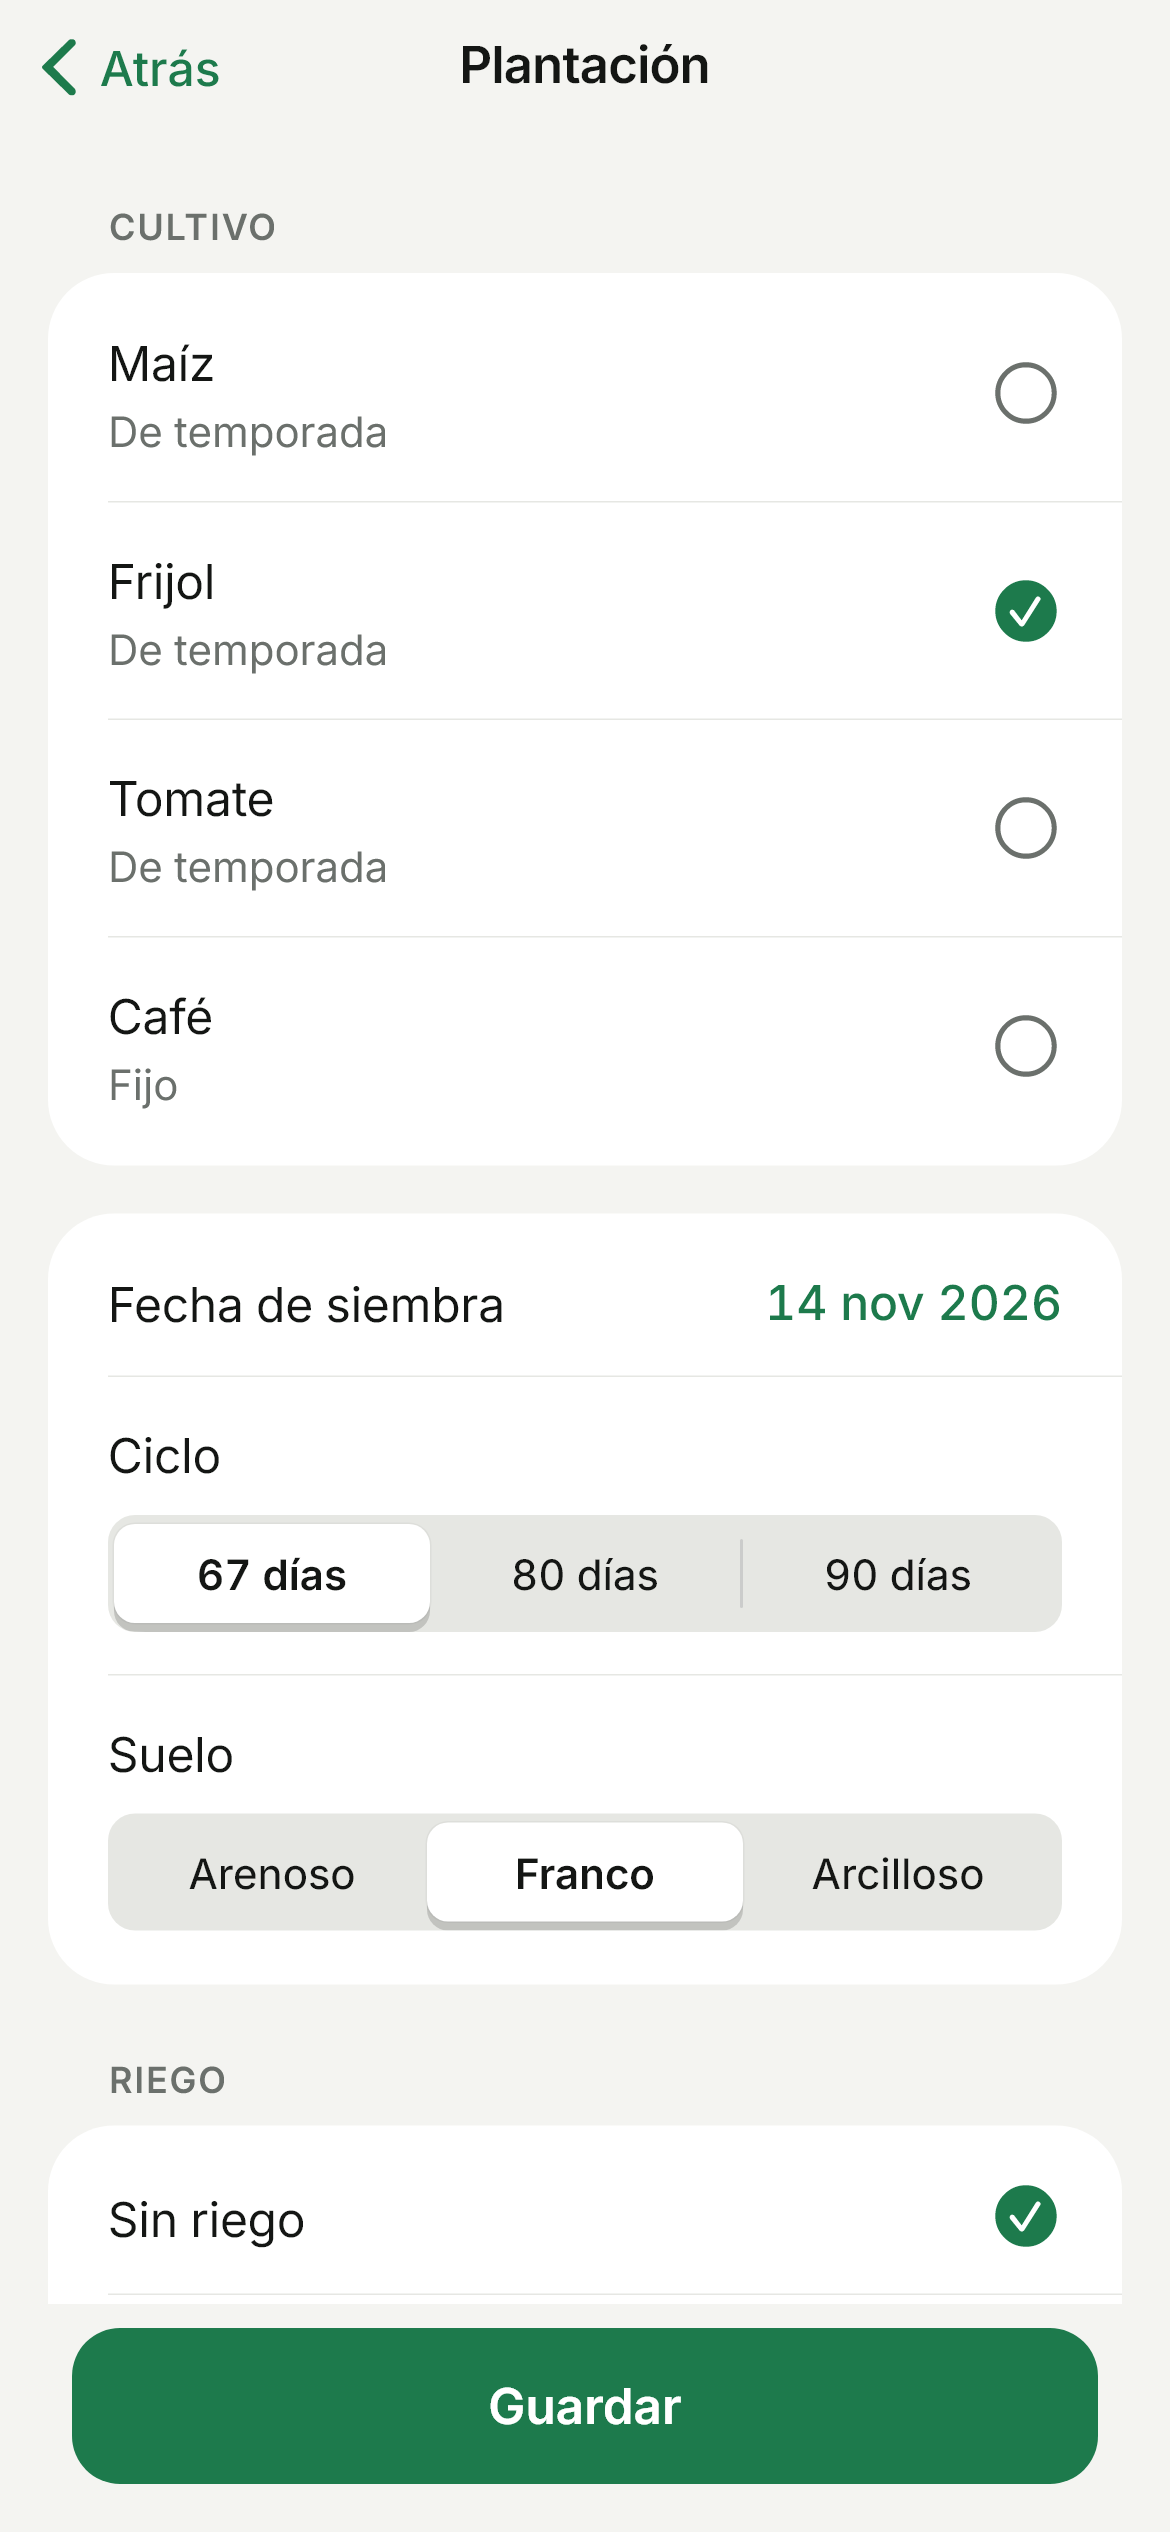 Atrás
Plantación
CULTIVO
Maíz
De temporada
Frijol
De temporada
Tomate
De temporada
Café
Fijo
Fecha de siembra 14 nov 2026
Ciclo
67 días 80 días 90 días
Suelo
Arenoso Franco Arcilloso
RIEGO
Sin riego
Guardar